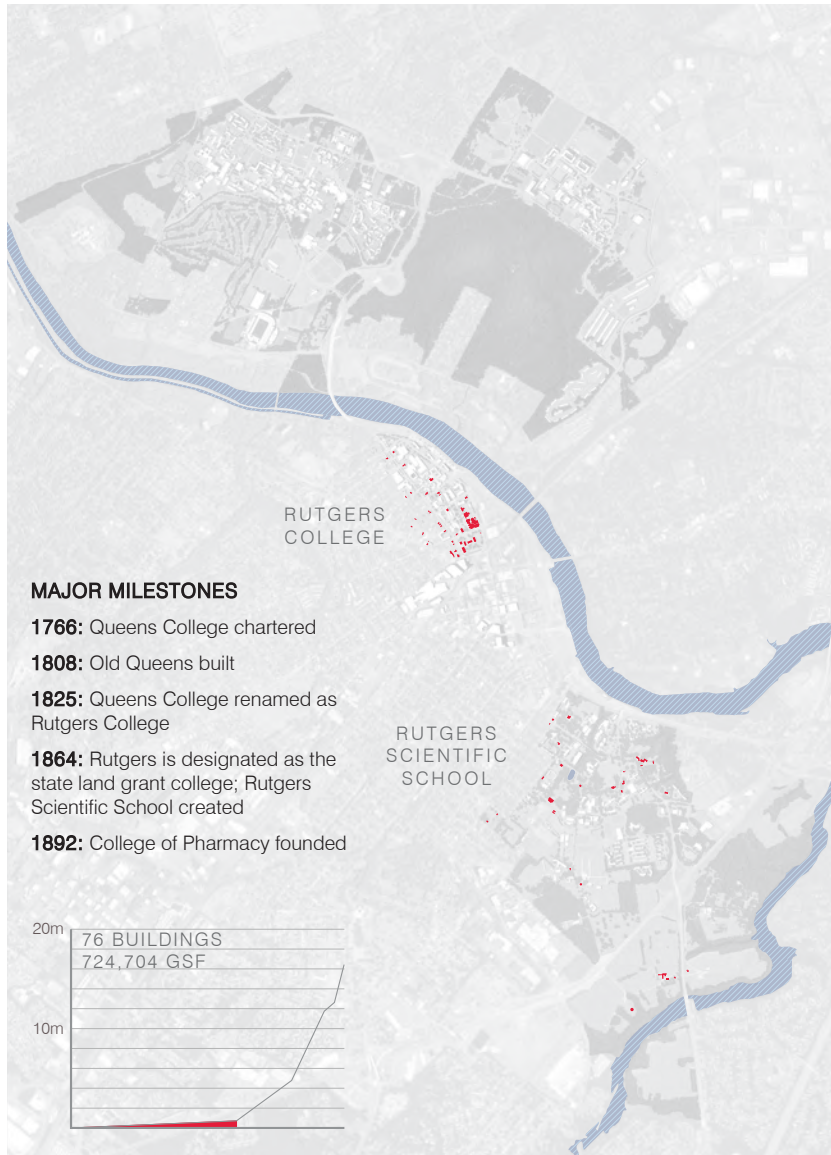 RUTGERS
COLLEGE
MAJOR MILESTONES
1766: Queens College chartered
1808: Old Queens built
1825: Queens College renamed as
Rutgers College
1864: Rutgers is designated as the
state land grant college; Rutgers
Scientific School created
1892: College of Pharmacy founded
RUTGERS
SCIENTIFIC
SCHOOL
20m
76 BUILDINGS
724,704 GSF
10m